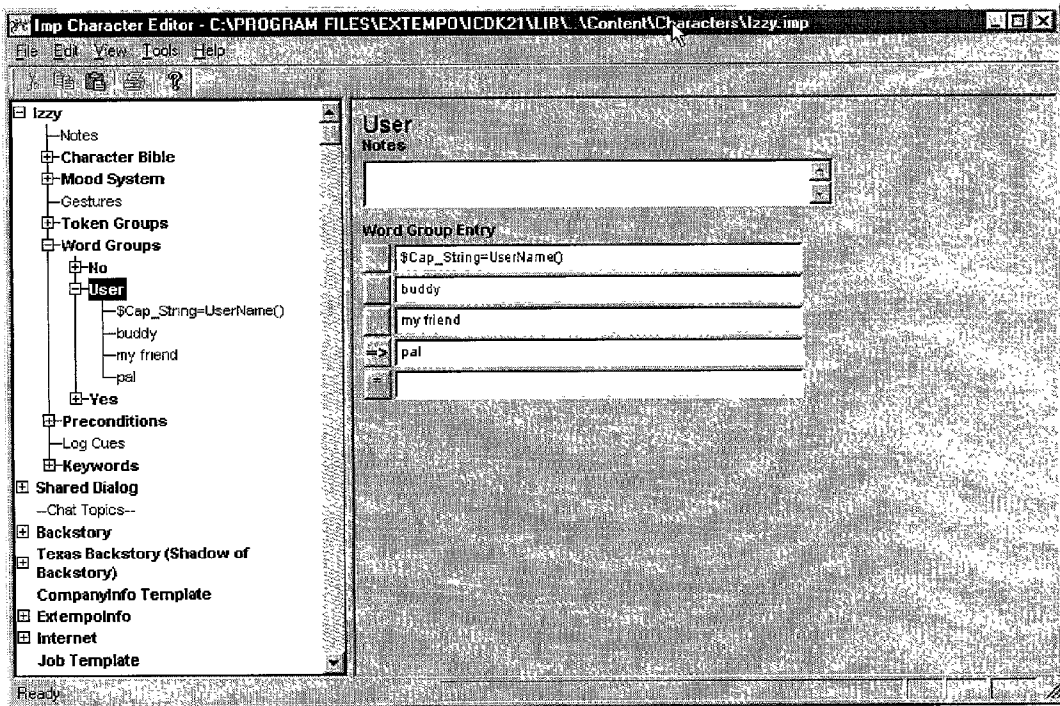 Imp Character Editor - C:\PROGRAM FILES\EXTEMPO\ICDK21\LIB\..\Content\Characters\Izzy.imp
File Edit View Tools Help
Izzy
Notes
Character Bible
Mood System
Gestures
Token Groups
Word Groups
No
User
$Cap_String=UserName()
buddy
my friend
pal
Yes
Preconditions
Log Cues
Keywords
Shared Dialog
--Chat Topics--
Backstory
Texas Backstory (Shadow of
Backstory)
CompanyInfo Template
ExtempoInfo
Internet
Job Template
User
Notes
Word Group Entry
$Cap_String=UserName()
buddy
my friend
=> pal
*
Ready